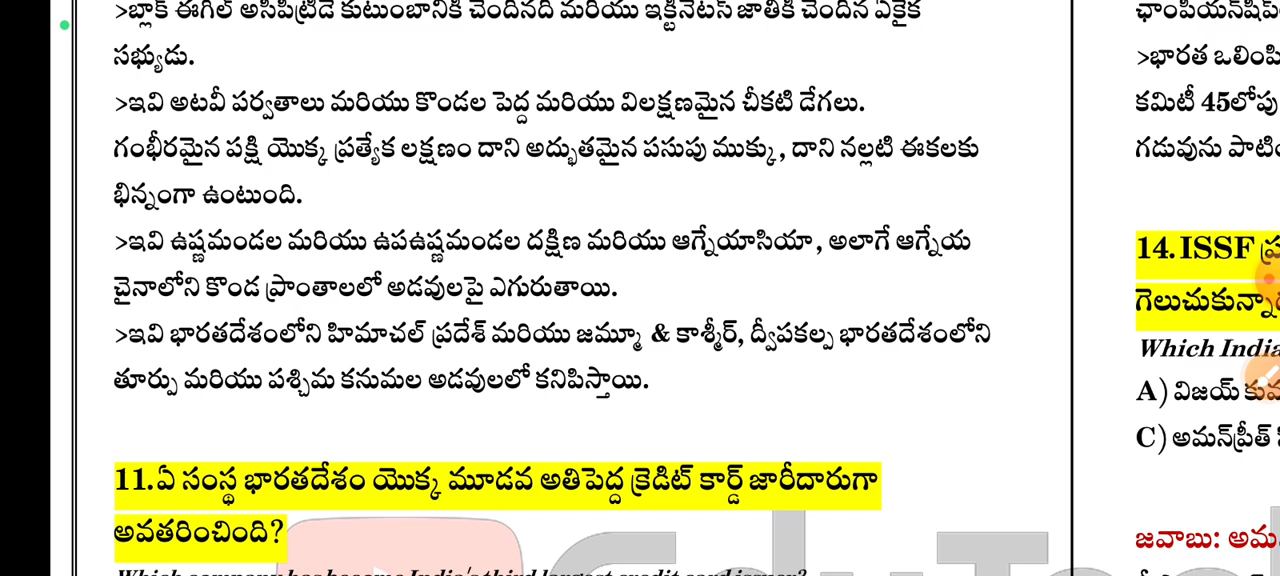 >బ్లాక్ ఈగిల్ అసిపిట్రిడే కుటుంబానికి చెందినది మరియు ఇక్టినేటస్ జాతికి చెందిన ఏకైక
సభ్యుడు.
>ఇవి అటవీ పర్వతాలు మరియు కొండల పెద్ద మరియు విలక్షణమైన చీకటి డేగలు.
గంభీరమైన పక్షి యొక్క ప్రత్యేక లక్షణం దాని అద్భుతమైన పసుపు ముక్కు, దాని నల్లటి ఈకలకు
భిన్నంగా ఉంటుంది.
>ఇవి ఉష్ణమండల మరియు ఉపఉష్ణమండల దక్షిణ మరియు ఆగ్నేయాసియా, అలాగే ఆగ్నేయ
చైనాలోని కొండ ప్రాంతాలలో అడవులపై ఎగురుతాయి.
>ఇవి భారతదేశంలోని హిమాచల్ ప్రదేశ్ మరియు జమ్మూ & కాశ్మీర్, ద్వీపకల్ప భారతదేశంలోని
తూర్పు మరియు పశ్చిమ కనుమల అడవులలో కనిపిస్తాయి.
11.ఏ సంస్థ భారతదేశం యొక్క మూడవ అతిపెద్ద క్రెడిట్ కార్డ్ జారీదారుగా
అవతరించింది?
Which company has become India's third largest credit card issuer?
>భారత ఒలింపి
కమిటీ 45లోపు
గడువును పాటిం
14.ISSF ప్ర
గెలుచుకున్నా
Which India
A) విజయ్ కుమ
C) అమన్‌ప్రీత్
జవాబు: అమ